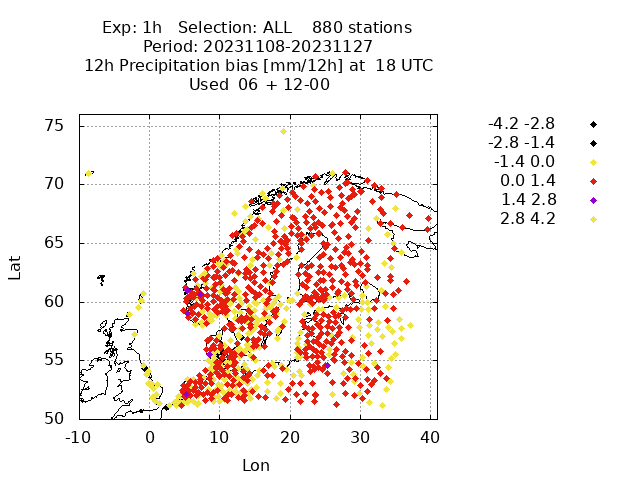 Exp: 1h   Selection: ALL    880 stations
Period: 20231108-20231127
12h Precipitation bias [mm/12h] at  18 UTC
Used  06 + 12-00
-4.2 -2.8
-2.8 -1.4
-1.4 0.0
0.0 1.4
1.4 2.8
2.8 4.2
75
70
65
60
55
50
Lat
-10 0 10 20 30 40
Lon